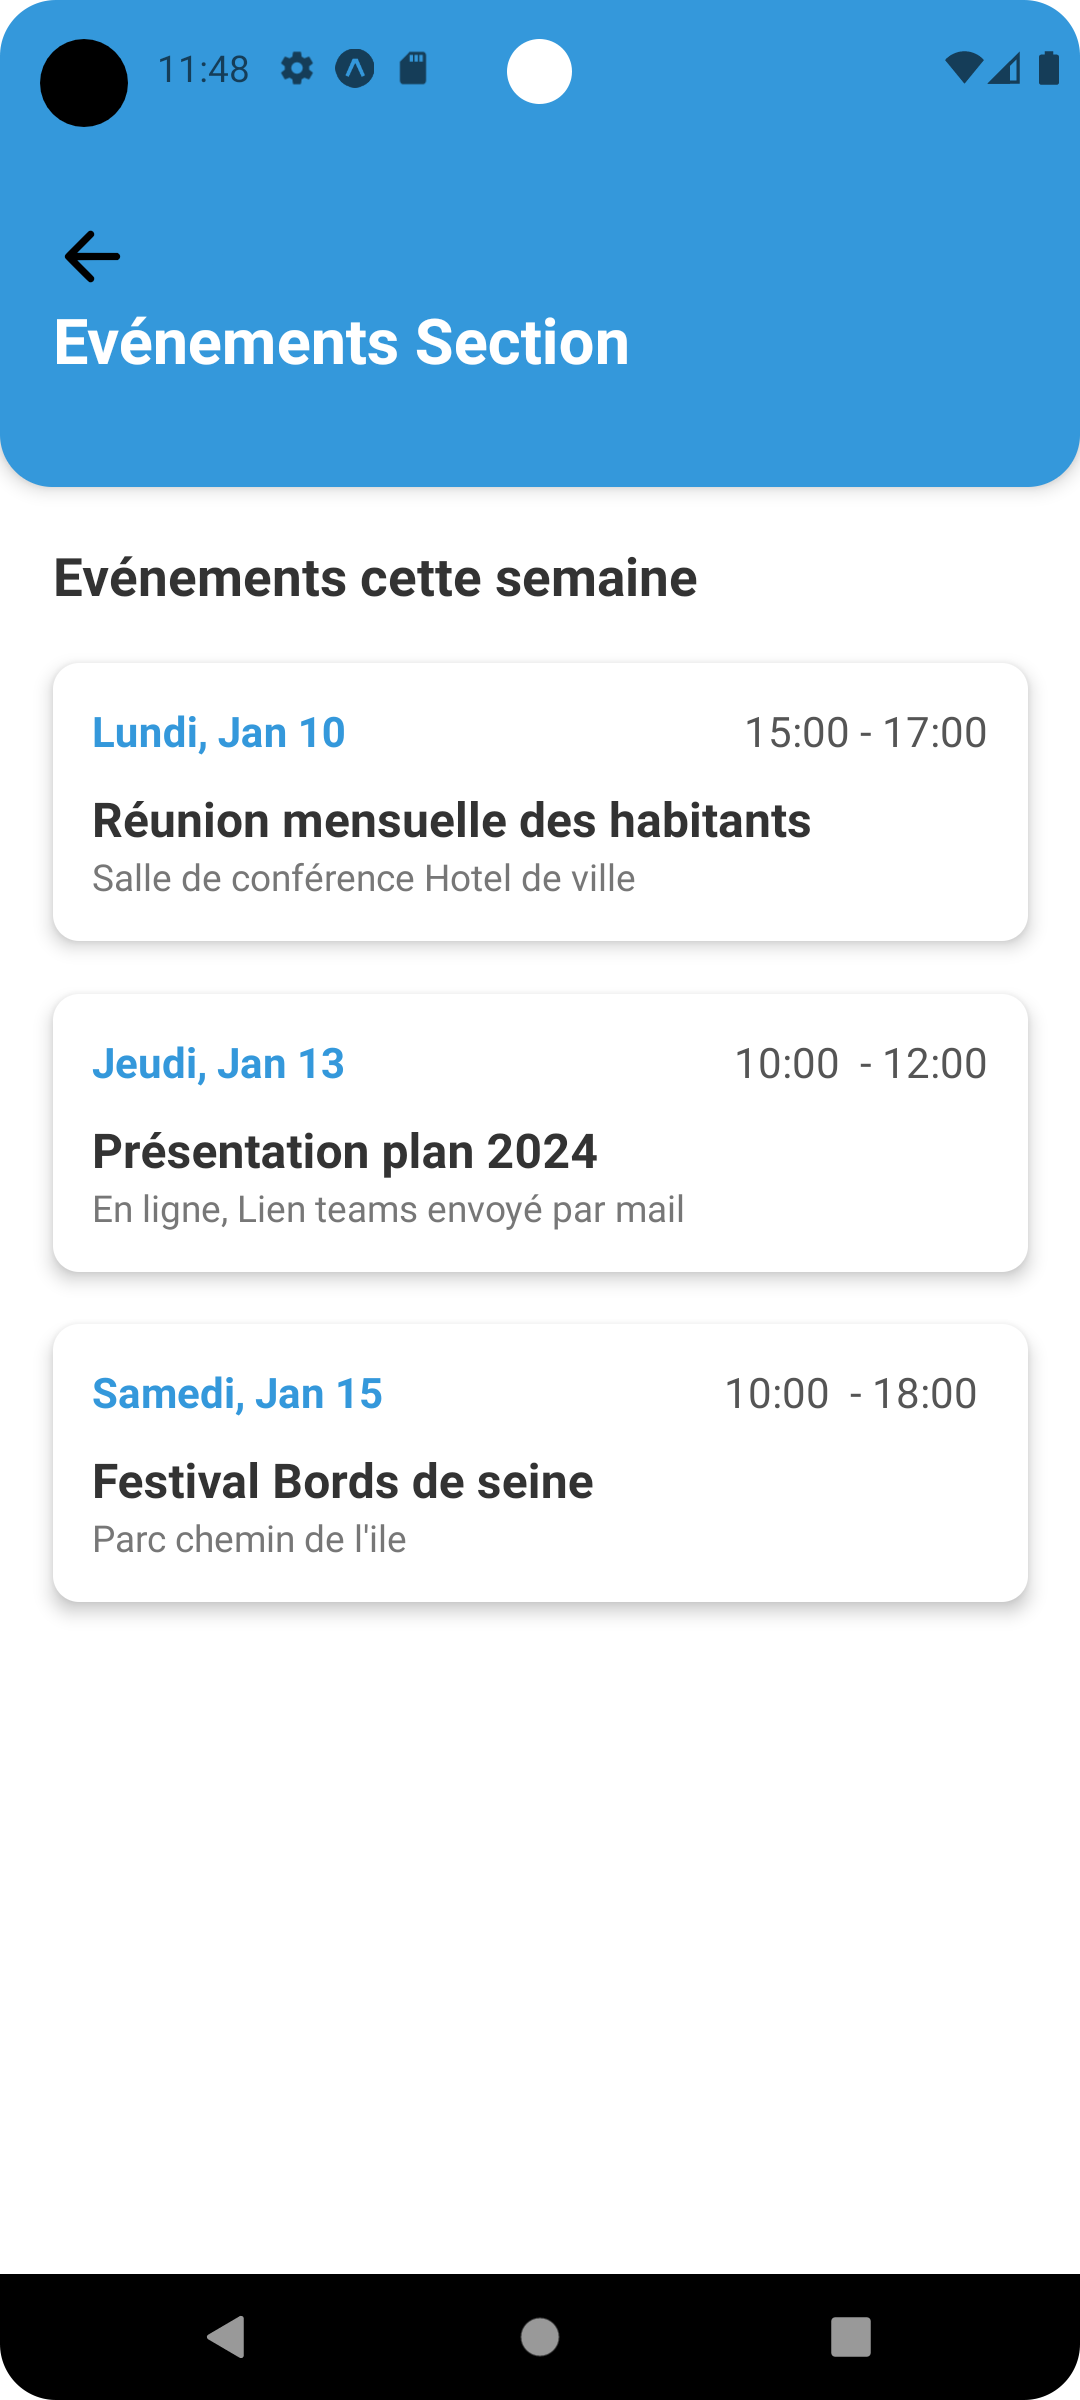 11:48
Evénements Section
Evénements cette semaine
Lundi, Jan 10 15:00 - 17:00
Réunion mensuelle des habitants
Salle de conférence Hotel de ville
Jeudi, Jan 13 10:00  - 12:00
Présentation plan 2024
En ligne, Lien teams envoyé par mail
Samedi, Jan 15 10:00  - 18:00
Festival Bords de seine
Parc chemin de l'ile